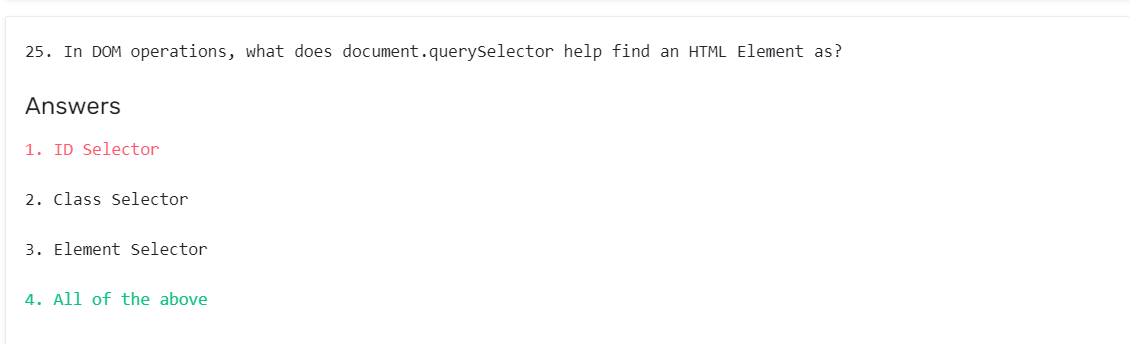 25. In DOM operations, what does document.querySelector help find an HTML Element as?
Answers
1. ID Selector
2. Class Selector
3. Element Selector
4. All of the above